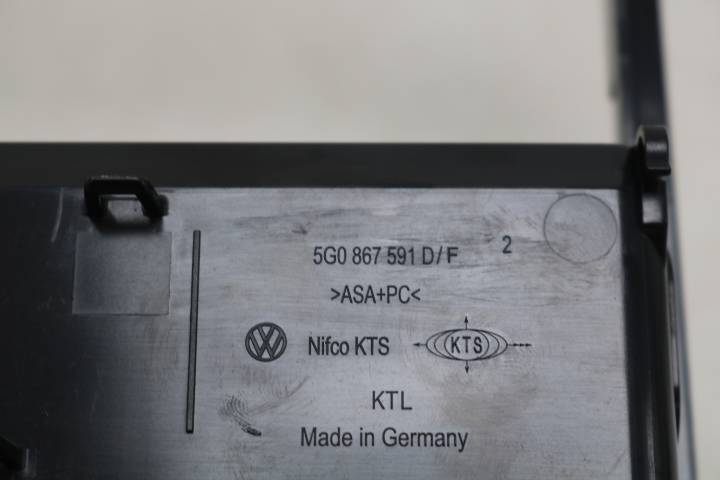 5G0 867 591 D/F 2
>ASA+PC<
Nifco KTS KTS
KTL
Made in Germany